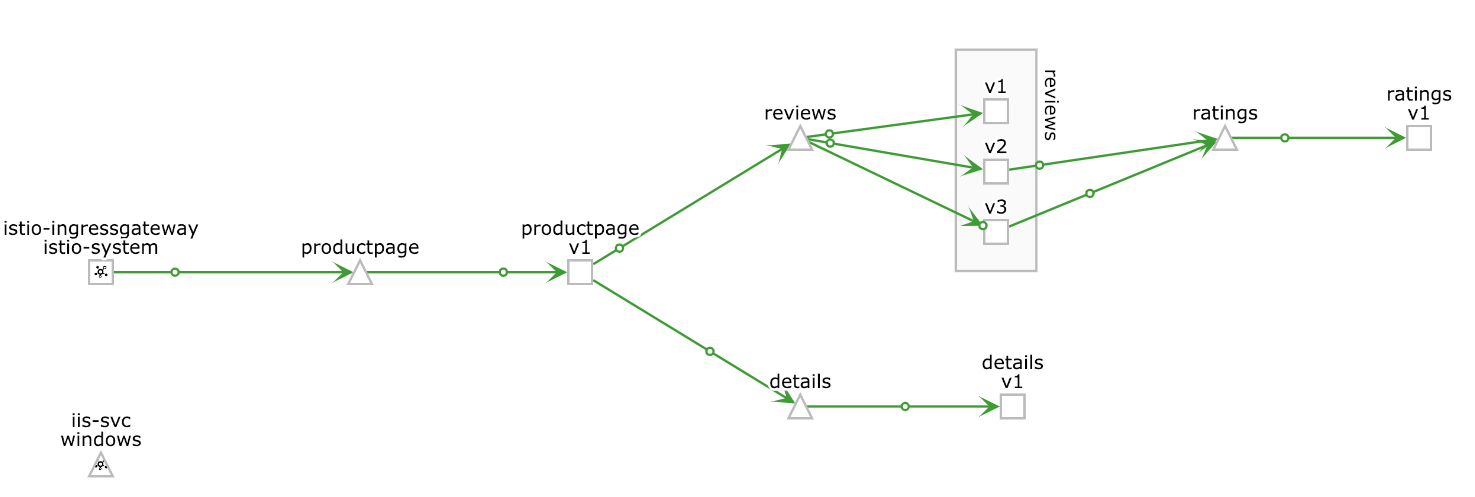 reviews
v1
v2
v3
reviews
ratings
ratings
v1
istio-ingressgateway
istio-system
productpage
productpage
v1
details
details
v1
iis-svc
windows